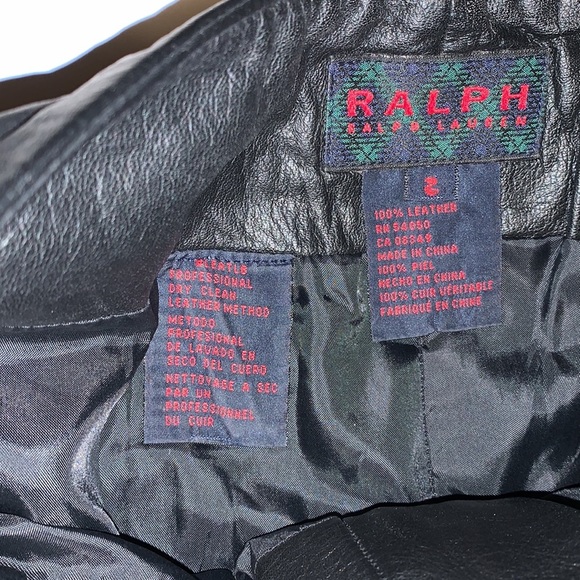 RALPH
RALPH LAUREN
2
100% LEATHER
RN 54050
CA 08349
MADE IN CHINA
100% PIEL
HECHO EN CHINA
100% CUIR VÉRITABLE
FABRIQUÉ EN CHINE
PROFESSIONAL
DRY CLEAN
LEATHER METHOD
METODO
PROFESIONAL
DE LAVADO EN
SECO DEL CUERO
NETTOYAGE A SEC
PAR UN
PROFESSIONNEL
DU CUIR